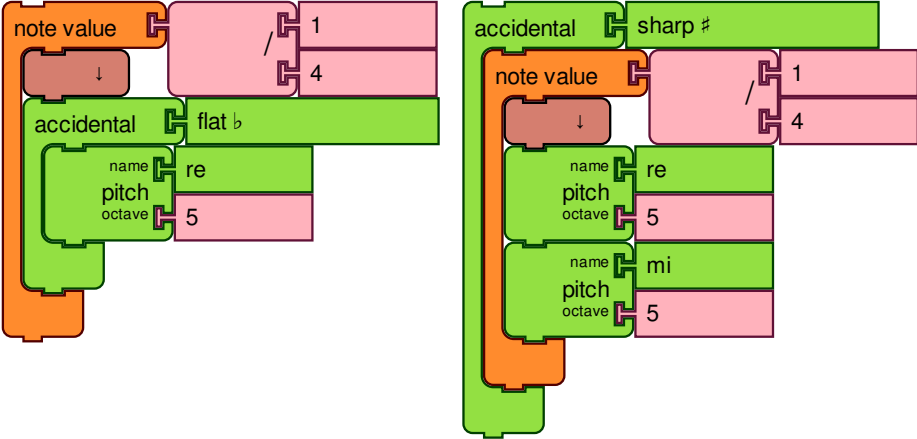 note value
/
1
4
↓
accidental
flat ♭
name
re
pitch
octave
5
accidental
sharp ♯
note value
/
1
4
↓
name
re
pitch
octave
5
name
mi
pitch
octave
5